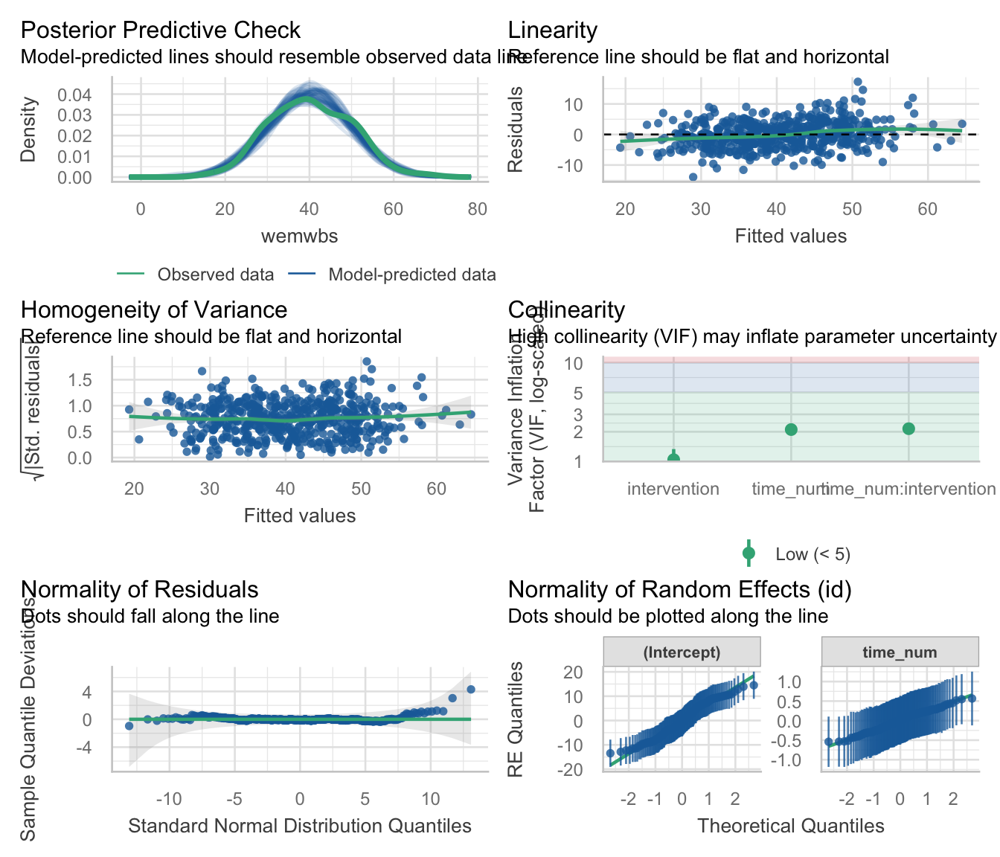 Posterior Predictive Check
Model-predicted lines should resemble observed data line
Density
0.04
0.03
0.02
0.01
0.00
0 20 40 60 80
wemwbs
Observed data Model-predicted data
Linearity
Reference line should be flat and horizontal
Residuals
10
0
-10
20 30 40 50 60
Fitted values
Homogeneity of Variance
Reference line should be flat and horizontal
√|Std. residuals|
1.5
1.0
0.5
0.0
20 30 40 50 60
Fitted values
Collinearity
High collinearity (VIF) may inflate parameter uncertainty
Variance Inflation
Factor (VIF, log-scaled)
10
5
3
2
1
intervention time_num time_num:intervention
Low (< 5)
Normality of Residuals
Dots should fall along the line
Sample Quantile Deviations
4
0
-4
-10 -5 0 5 10
Standard Normal Distribution Quantiles
Normality of Random Effects (id)
Dots should be plotted along the line
RE Quantiles
(Intercept)
20
10
0
-10
-20
-2 -1 0 1 2
time_num
1.0
0.5
0.0
-0.5
-1.0
-2 -1 0 1 2
Theoretical Quantiles